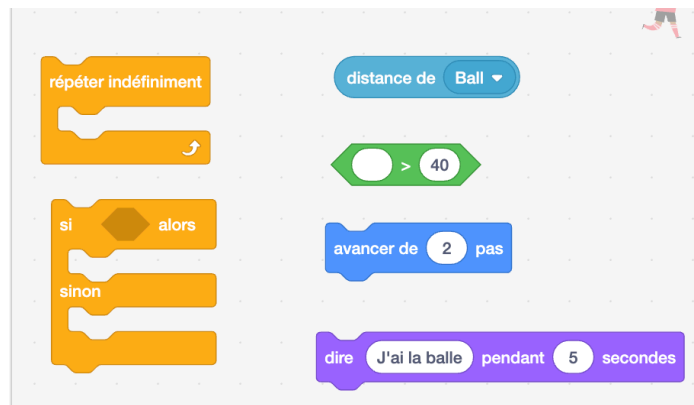 répéter indéfiniment
distance de Ball
> 40
si alors
sinon
avancer de 2 pas
dire J'ai la balle pendant 5 secondes